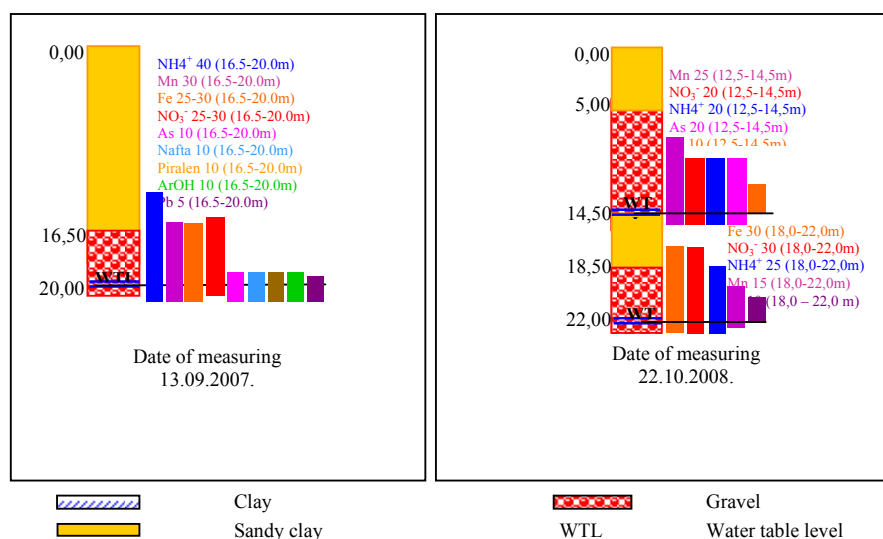 0,00
NH4⁺ 40 (16.5-20.0m)
Mn 30 (16.5-20.0m)
Fe 25-30 (16.5-20.0m)
NO₃⁻ 25-30 (16.5-20.0m)
As 10 (16.5-20.0m)
Nafta 10 (16.5-20.0m)
Piralen 10 (16.5-20.0m)
ArOH 10 (16.5-20.0m)
Pb 5 (16.5-20.0m)
16,50
WTL
20,00
Date of measuring
13.09.2007.
0,00
Mn 25 (12,5-14,5m)
NO₃⁻ 20 (12,5-14,5m)
5,00
NH4⁺ 20 (12,5-14,5m)
As 20 (12,5-14,5m)
10 (12,5-14,5m)
WT
14,50
Fe 30 (18,0-22,0m)
NO₃⁻ 30 (18,0-22,0m)
18,50
NH4⁺ 25 (18,0-22,0m)
Mn 15 (18,0-22,0m)
(18,0 – 22,0 m)
22,00
WT
Date of measuring
22.10.2008.
Clay
Gravel
Sandy clay
WTL Water table level